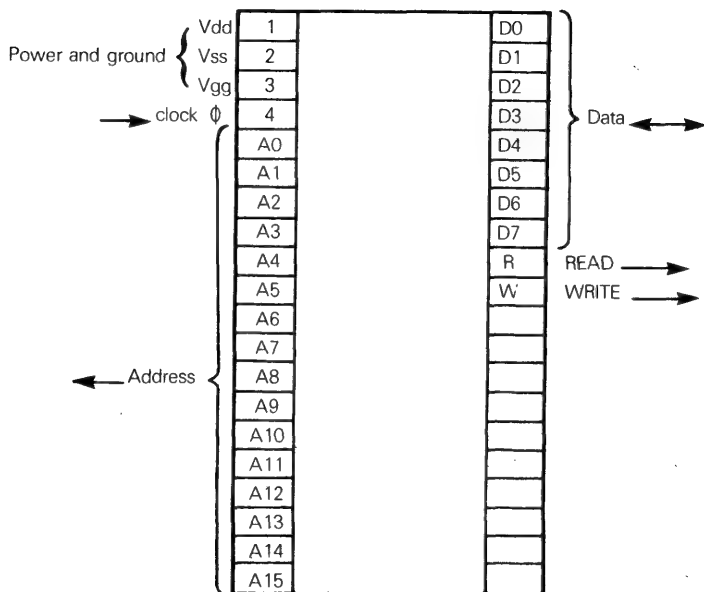 Vdd 1 D0
Power and ground Vss 2 D1
Vgg 3 D2
clock ϕ 4 D3 Data
A0 D4
A1 D5
A2 D6
A3 D7
A4 R READ
A5 W WRITE
A6
A7
Address A8
A9
A10
A11
A12
A13
A14
A15